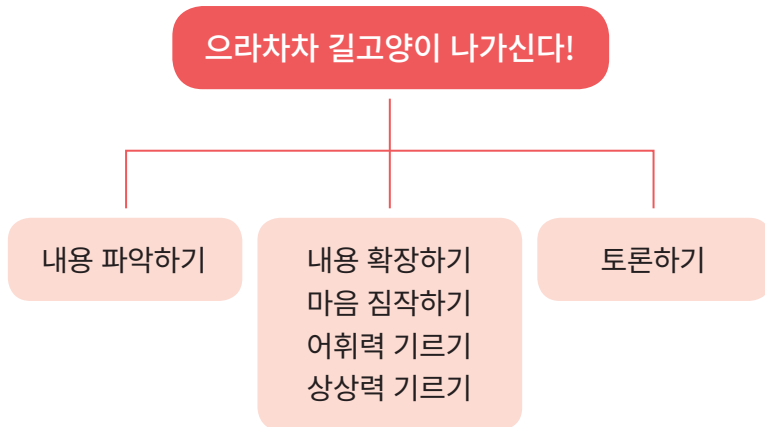 으라차차 길고양이 나가신다!
내용 파악하기
내용 확장하기
마음 짐작하기
어휘력 기르기
상상력 기르기
토론하기